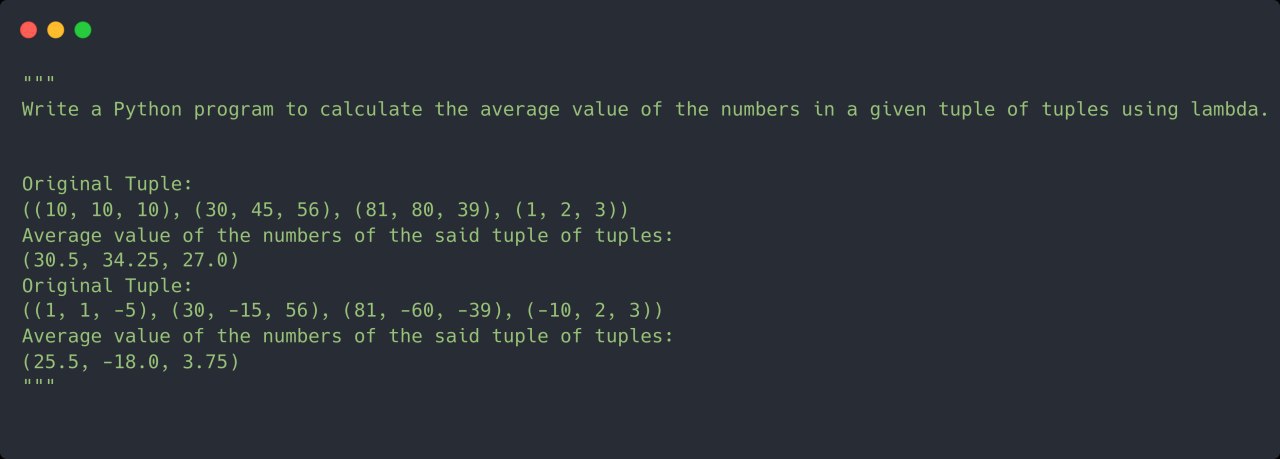 """
Write a Python program to calculate the average value of the numbers in a given tuple of tuples using lambda.
Original Tuple:
((10, 10, 10), (30, 45, 56), (81, 80, 39), (1, 2, 3))
Average value of the numbers of the said tuple of tuples:
(30.5, 34.25, 27.0)
Original Tuple:
((1, 1, -5), (30, -15, 56), (81, -60, -39), (-10, 2, 3))
Average value of the numbers of the said tuple of tuples:
(25.5, -18.0, 3.75)
"""